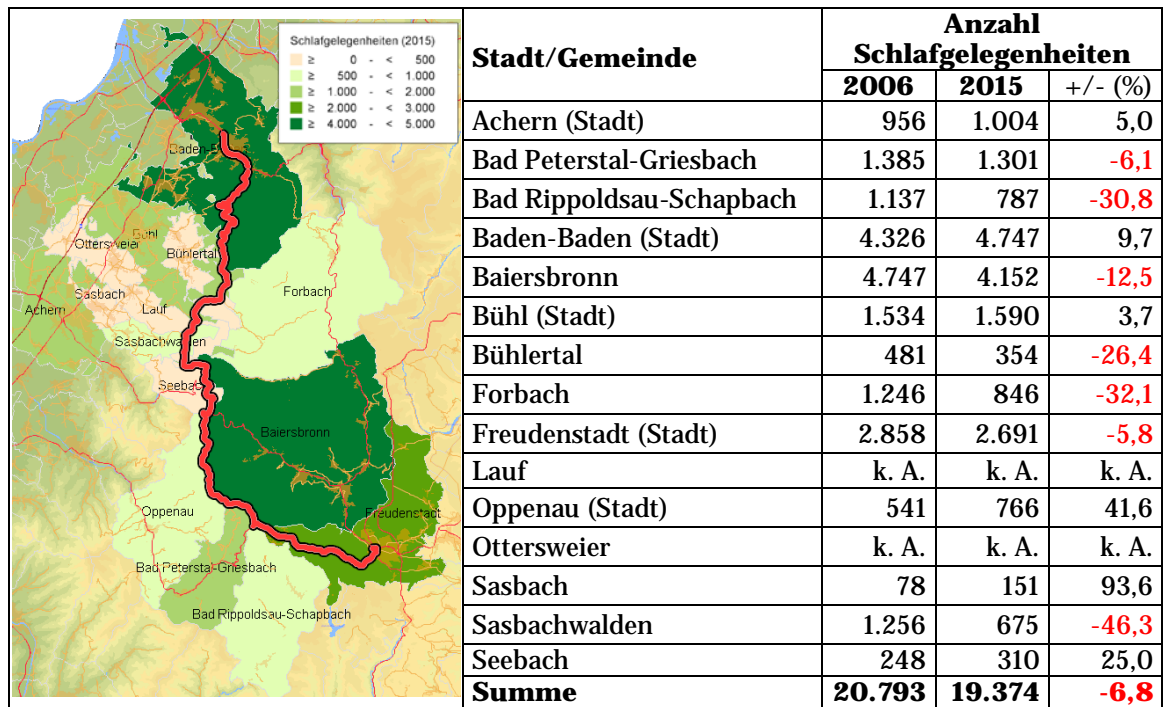 Schlafgelegenheiten (2015)
≥ 0 - < 500
≥ 500 - < 1.000
≥ 1.000 - < 2.000
≥ 2.000 - < 3.000
≥ 4.000 - < 5.000
Baden-B
Bühl
Ottersweier
Bühlertal
Sasbach
Forbach
Achern
Lauf
Sasbachwalden
Seebach
Baiersbronn
Oppenau
Freudenstadt
Bad Peterstal-Griesbach
Bad Rippoldsau-Schapbach
Stadt/Gemeinde Anzahl
Schlafgelegenheiten
2006 2015 +/- (%)
Achern (Stadt) 956 1.004 5,0
Bad Peterstal-Griesbach 1.385 1.301 -6,1
Bad Rippoldsau-Schapbach 1.137 787 -30,8
Baden-Baden (Stadt) 4.326 4.747 9,7
Baiersbronn 4.747 4.152 -12,5
Bühl (Stadt) 1.534 1.590 3,7
Bühlertal 481 354 -26,4
Forbach 1.246 846 -32,1
Freudenstadt (Stadt) 2.858 2.691 -5,8
Lauf k. A. k. A. k. A.
Oppenau (Stadt) 541 766 41,6
Ottersweier k. A. k. A. k. A.
Sasbach 78 151 93,6
Sasbachwalden 1.256 675 -46,3
Seebach 248 310 25,0
Summe 20.793 19.374 -6,8